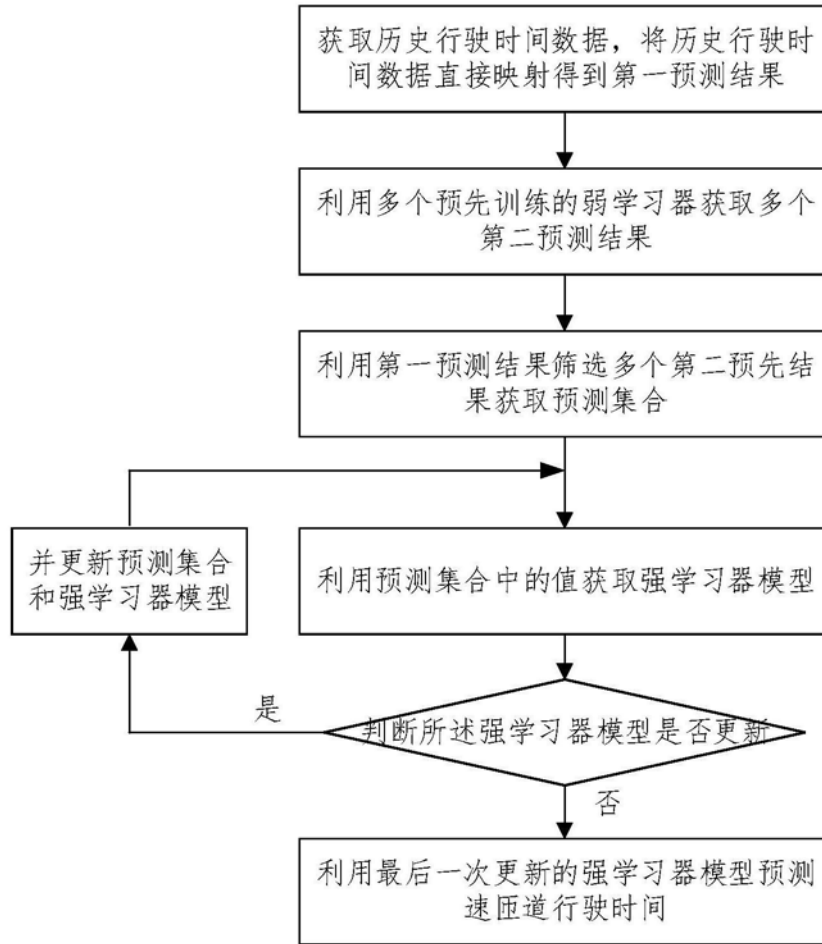 获取历史行驶时间数据，将历史行驶时
间数据直接映射得到第一预测结果
利用多个预先训练的弱学习器获取多个
第二预测结果
利用第一预测结果筛选多个第二预先结
果获取预测集合
并更新预测集合
和强学习器模型
利用预测集合中的值获取强学习器模型
是
判断所述强学习器模型是否更新
否
利用最后一次更新的强学习器模型预测
速匝道行驶时间